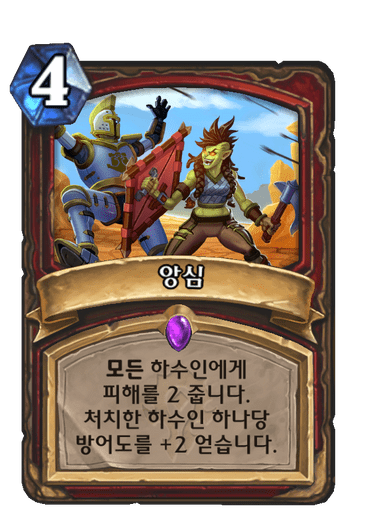 4
앙심
모든 하수인에게
피해를 2 줍니다.
처치한 하수인 하나당
방어도를 +2 얻습니다.